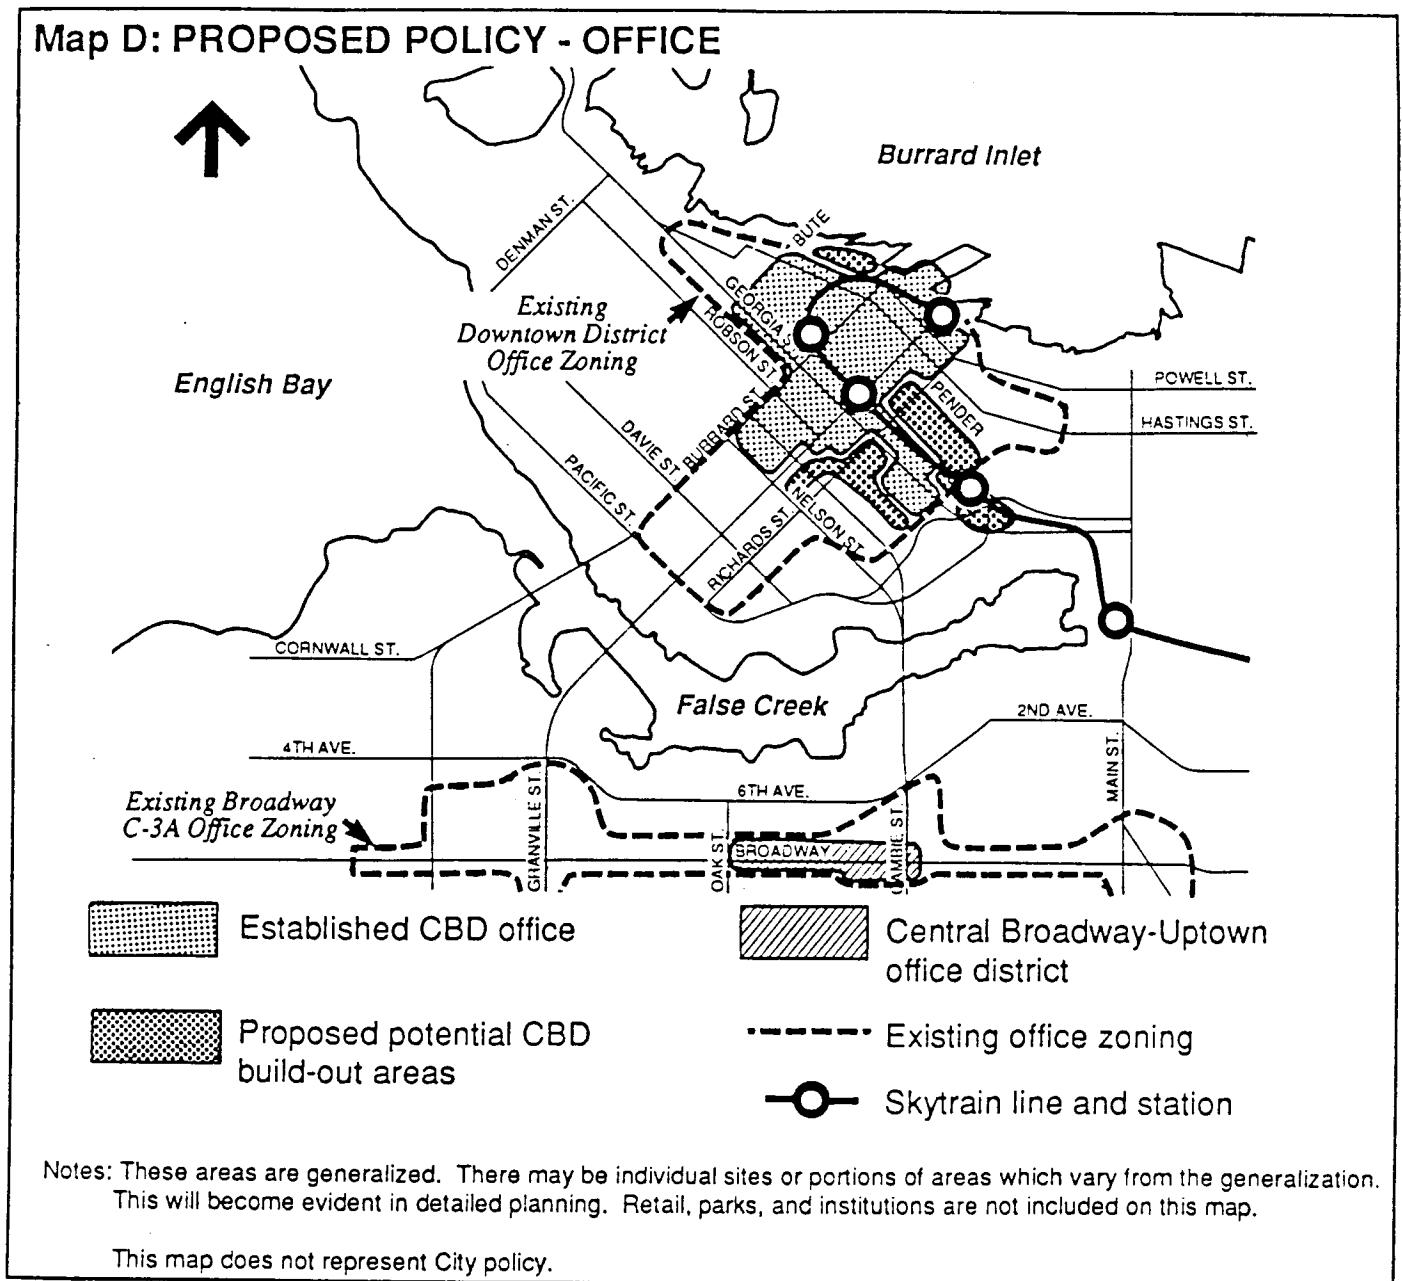 Map D: PROPOSED POLICY - OFFICE
Burrard Inlet
BUTE
DENMAN ST.
GEORGIA S
Existing
Downtown District
Office Zoning
ROBSON ST.
English Bay
POWELL ST.
PENDER
HASTINGS ST.
BURRARD ST.
DAVIE ST.
PACIFIC ST.
NELSON ST.
RICHARDS ST.
CORNWALL ST.
False Creek
2ND AVE.
4TH AVE.
MAIN ST.
6TH AVE.
Existing Broadway
C-3A Office Zoning
GRANVILLE ST.
OAK ST.
BROADWAY
CAMBIE ST.
Established CBD office
Central Broadway-Uptown
office district
Proposed potential CBD
build-out areas
Existing office zoning
Skytrain line and station
Notes: These areas are generalized. There may be individual sites or portions of areas which vary from the generalization.
This will become evident in detailed planning. Retail, parks, and institutions are not included on this map.
This map does not represent City policy.